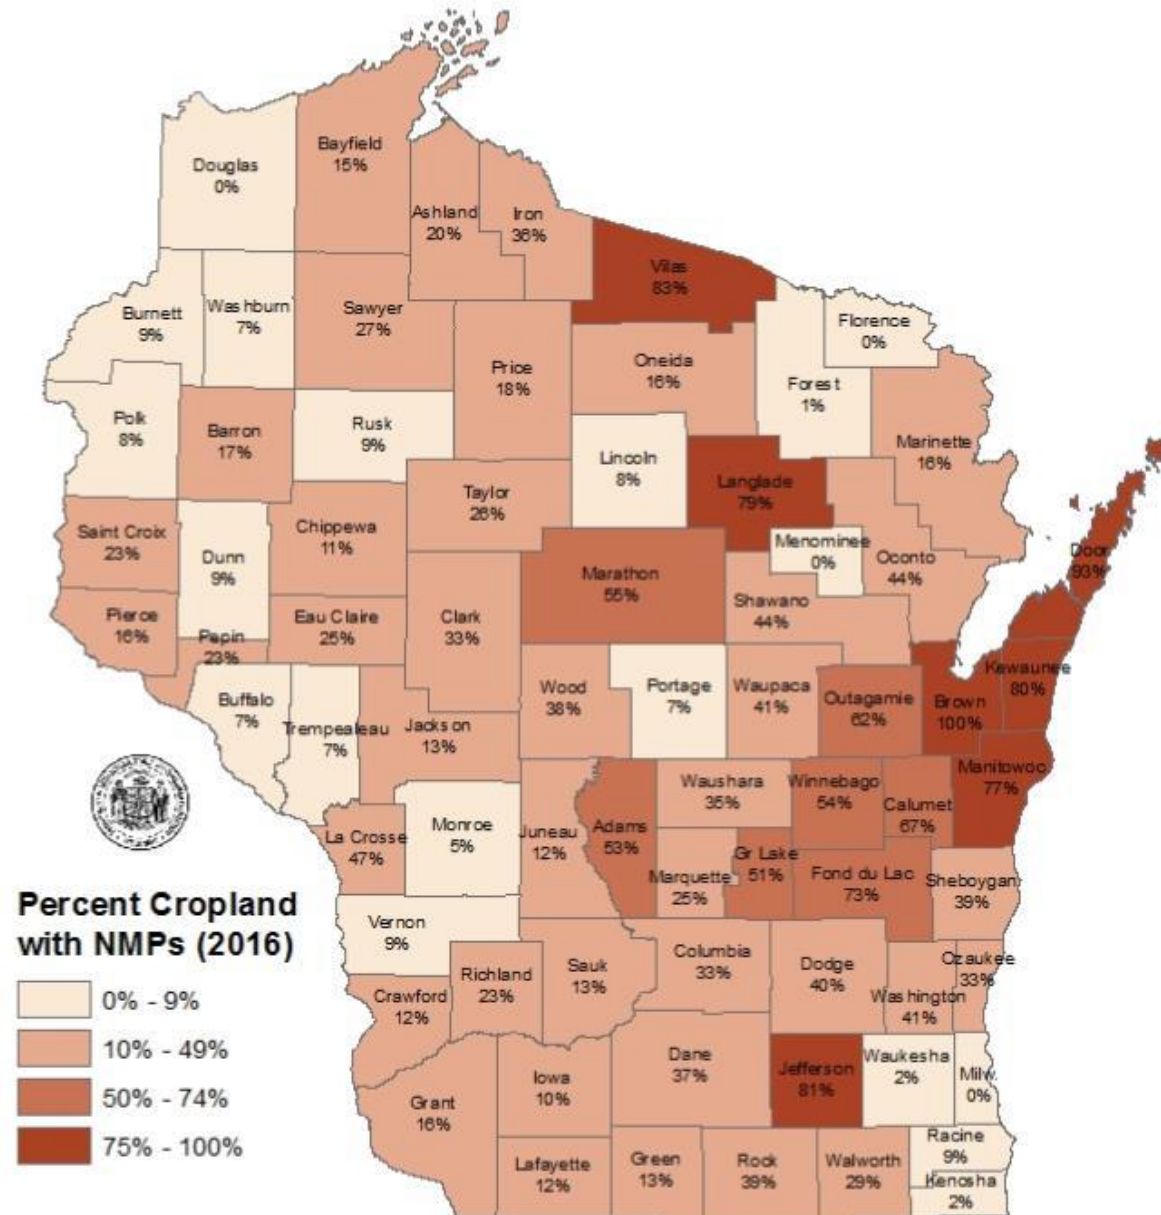 Bayfield
15%
Douglas
0%
Ashland
20%
Iron
36%
Vilas
83%
Burnett
9%
Washburn
7%
Sawyer
27%
Florence
0%
Price
18%
Oneida
16%
Forest
1%
Polk
8%
Barron
17%
Rusk
9%
Lincoln
8%
Marinette
16%
Langlade
79%
Taylor
26%
Saint Croix
23%
Chippewa
11%
Dunn
9%
Menominee
0%
Oconto
44%
Door
93%
Marathon
55%
Shawano
44%
Pierce
16%
Pepin
23%
Eau Claire
25%
Clark
33%
Buffalo
7%
Trempealeau
7%
Jackson
13%
Wood
38%
Portage
7%
Waupaca
41%
Outagamie
62%
Brown
100%
Kewaunee
80%
Manitowoc
77%
Waushara
35%
Winnebago
54%
Calumet
67%
La Crosse
47%
Monroe
5%
Juneau
12%
Adams
53%
Marquette
25%
Gr Lake
51%
Fond du Lac
73%
Sheboygan
39%
Percent Cropland
with NMPs (2016)
0% - 9%
10% - 49%
50% - 74%
75% - 100%
Vernon
9%
Richland
23%
Sauk
13%
Columbia
33%
Dodge
40%
Washington
41%
Ozaukee
33%
Crawford
12%
Grant
16%
Iowa
10%
Dane
37%
Jefferson
81%
Waukesha
2%
Milw.
0%
Lafayette
12%
Green
13%
Rock
39%
Walworth
29%
Racine
9%
Kenosha
2%